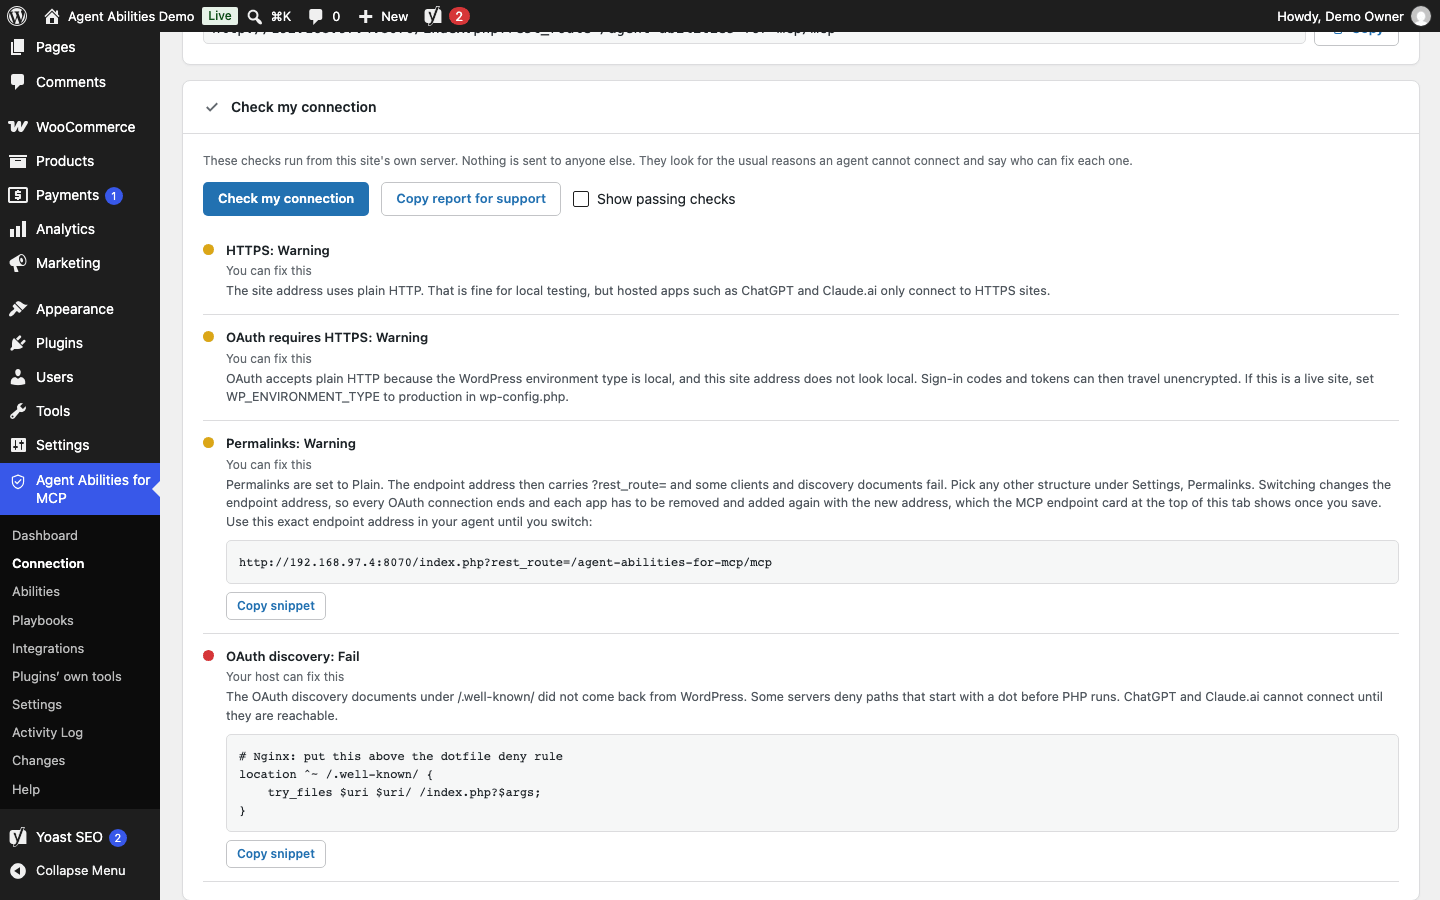 Agent Abilities Demo Live ⌘K 0 New 2 Howdy, Demo Owner
Pages
Comments
WooCommerce
Products
Payments 1
Analytics
Marketing
Appearance
Plugins
Users
Tools
Settings
Agent Abilities for
MCP
Dashboard
Connection
Abilities
Playbooks
Integrations
Plugins’ own tools
Settings
Activity Log
Changes
Help
Yoast SEO 2
Collapse Menu
Check my connection
These checks run from this site's own server. Nothing is sent to anyone else. They look for the usual reasons an agent cannot connect and say who can fix each one.
Check my connection Copy report for support Show passing checks
HTTPS: Warning
You can fix this
The site address uses plain HTTP. That is fine for local testing, but hosted apps such as ChatGPT and Claude.ai only connect to HTTPS sites.
OAuth requires HTTPS: Warning
You can fix this
OAuth accepts plain HTTP because the WordPress environment type is local, and this site address does not look local. Sign-in codes and tokens can then travel unencrypted. If this is a live site, set
WP_ENVIRONMENT_TYPE to production in wp-config.php.
Permalinks: Warning
You can fix this
Permalinks are set to Plain. The endpoint address then carries ?rest_route= and some clients and discovery documents fail. Pick any other structure under Settings, Permalinks. Switching changes the
endpoint address, so every OAuth connection ends and each app has to be removed and added again with the new address, which the MCP endpoint card at the top of this tab shows once you save.
Use this exact endpoint address in your agent until you switch:
http://192.168.97.4:8070/index.php?rest_route=/agent-abilities-for-mcp/mcp
Copy snippet
OAuth discovery: Fail
Your host can fix this
The OAuth discovery documents under /.well-known/ did not come back from WordPress. Some servers deny paths that start with a dot before PHP runs. ChatGPT and Claude.ai cannot connect until
they are reachable.
# Nginx: put this above the dotfile deny rule
location ^~ /.well-known/ {
try_files $uri $uri/ /index.php?$args;
}
Copy snippet